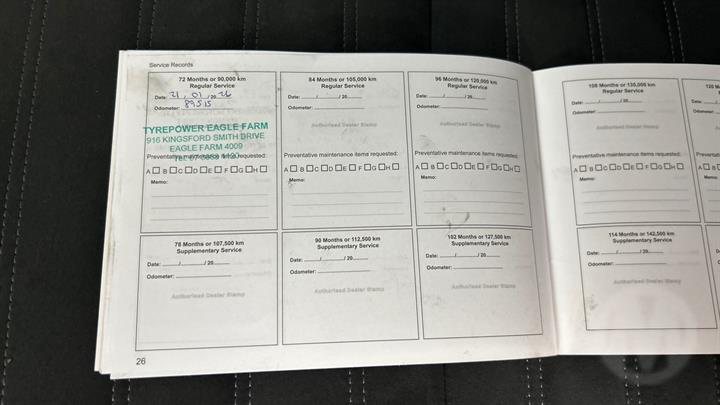 Service Records
72 Months or 90,000 km
Regular Service
Date: 21 / 01 / 20 26
Odometer: 89515
TYREPOWER EAGLE FARM
916 KINGSFORD SMITH DRIVE
EAGLE FARM 4009
Preventative maintenance items requested:
A B C D E F G H
Memo:
84 Months or 105,000 km
Regular Service
Date: ....../....../ 20......
Odometer:
Authorised Dealer Stamp
Preventative maintenance items requested:
A B C D E F G H
Memo:
96 Months or 120,000 km
Regular Service
Date: ....../....../ 20......
Odometer:
Authorised Dealer Stamp
Preventative maintenance items requested:
A B C D E F G H
Memo:
108 Months or 135,000 km
Regular Service
Date: ....../....../ 20......
Odometer:
Authorised Dealer Stamp
Preventative maintenance items requested:
A B C D E F G H
Memo:
120 M
Date:
Odom
A
M
78 Months or 107,500 km
Supplementary Service
Date: ....../....../ 20......
Odometer:
Authorised Dealer Stamp
90 Months or 112,500 km
Supplementary Service
Date: ....../....../ 20......
Odometer:
Authorised Dealer Stamp
102 Months or 127,500 km
Supplementary Service
Date: ....../....../ 20......
Odometer:
Authorised Dealer Stamp
114 Months or 142,500 km
Supplementary Service
Date: ....../....../ 20......
Odometer:
26